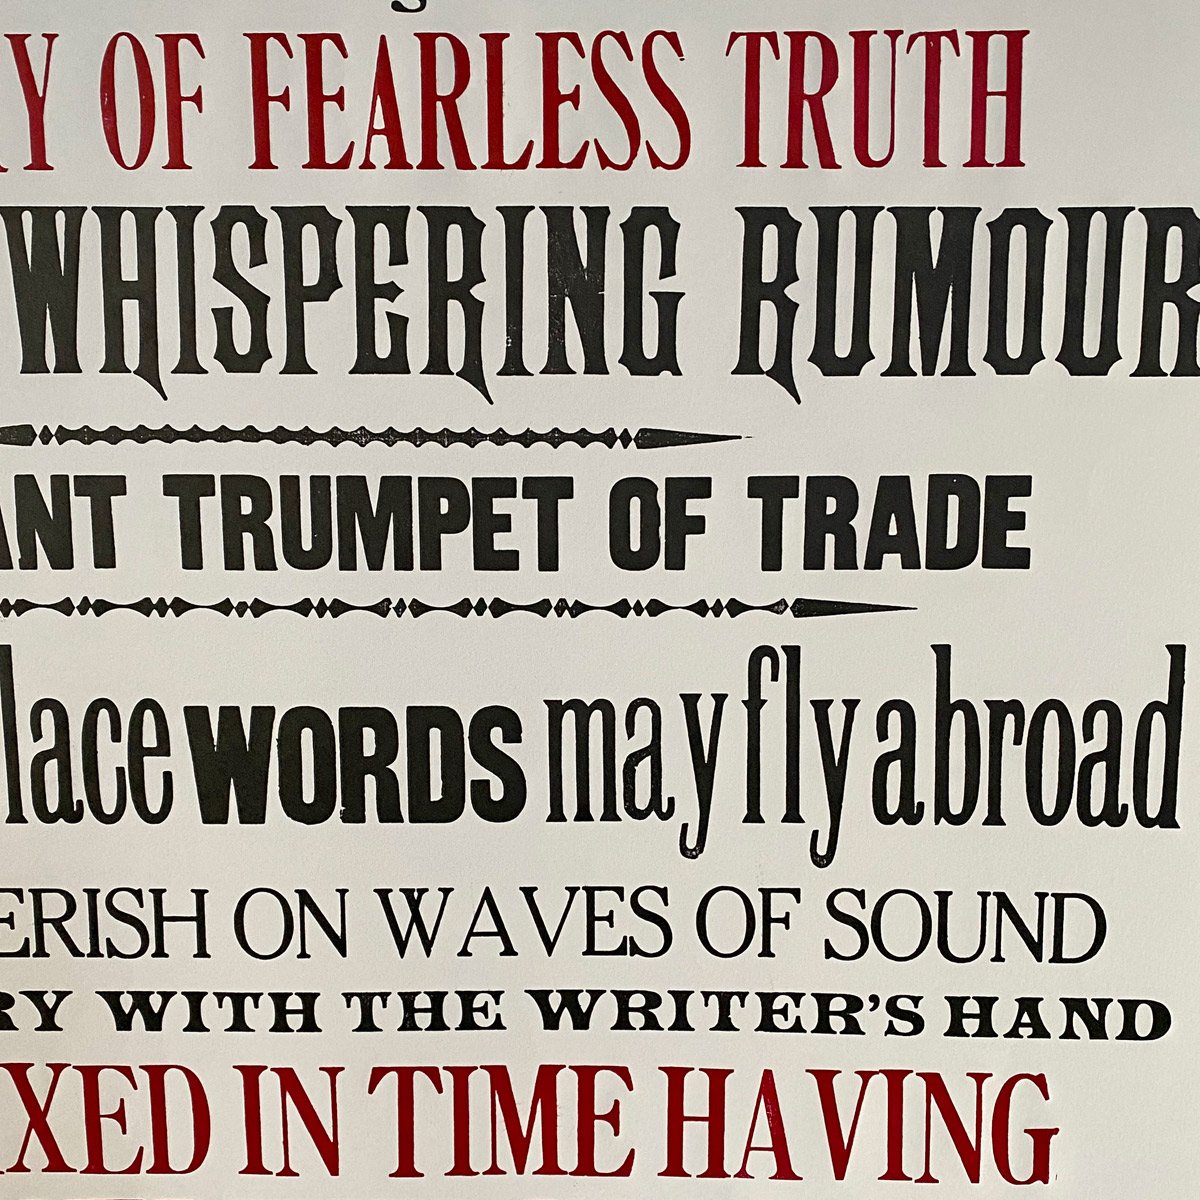 Y OF FEARLESS TRUTH
WHISPERING RUMOUR
ANT TRUMPET OF TRADE
lace WORDS may fly abroad
ERISH ON WAVES OF SOUND
RY WITH THE WRITER'S HAND
XED IN TIME HAVING